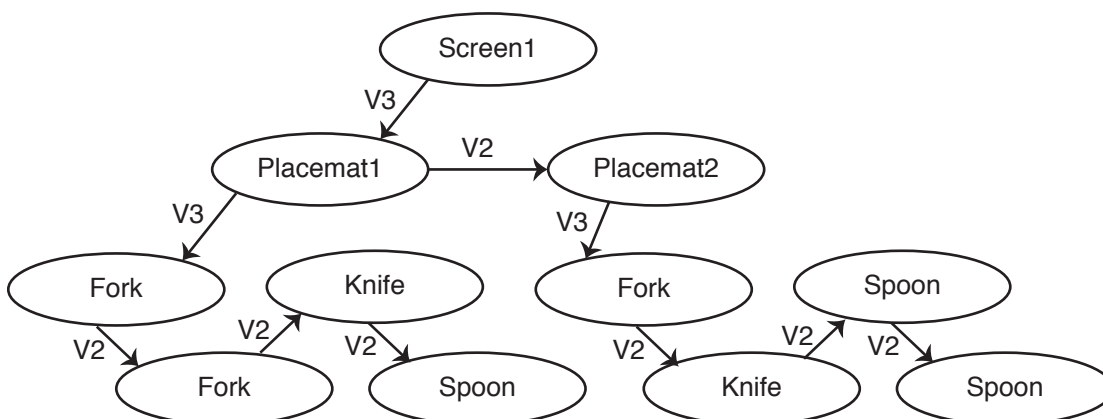 Screen1
V3
Placemat1
V2
Placemat2
V3
V3
Fork
Knife
Fork
Spoon
V2
V2
V2
V2
V2
V2
Fork
Spoon
Knife
Spoon